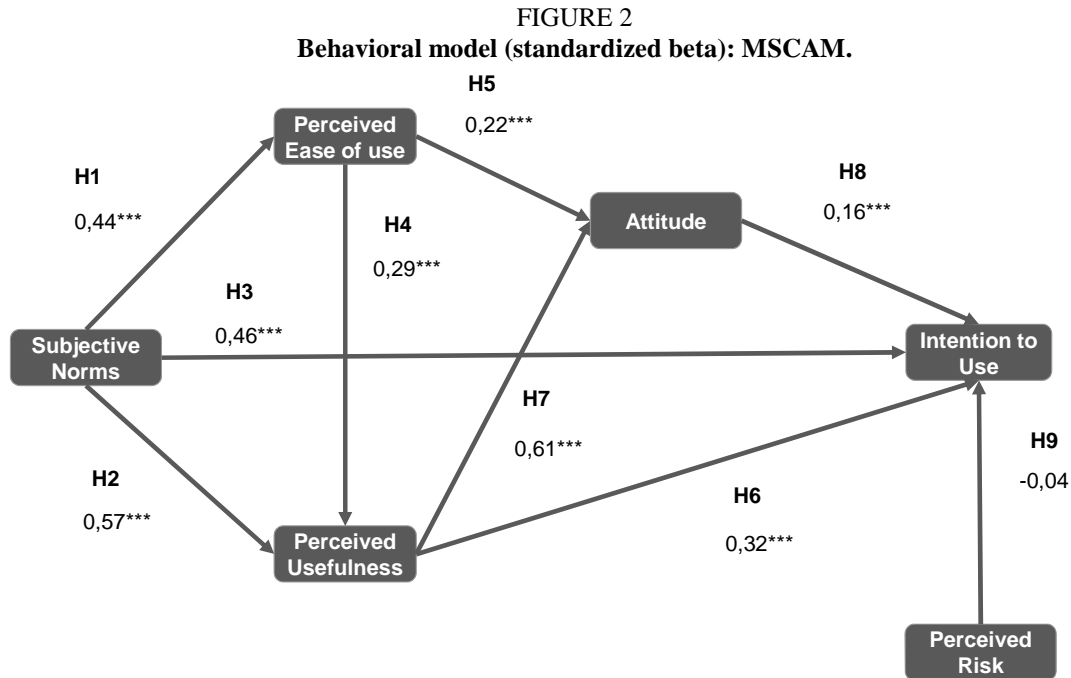 FIGURE 2
Behavioral model (standardized beta): MSCAM.
H5
0,22***
Perceived
Ease of use
H1
0,44***
H8
0,16***
Attitude
H4
0,29***
H3
0,46***
Subjective
Norms
Intention to
Use
H7
0,61***
H9
-0,04
H2
0,57***
H6
0,32***
Perceived
Usefulness
Perceived
Risk